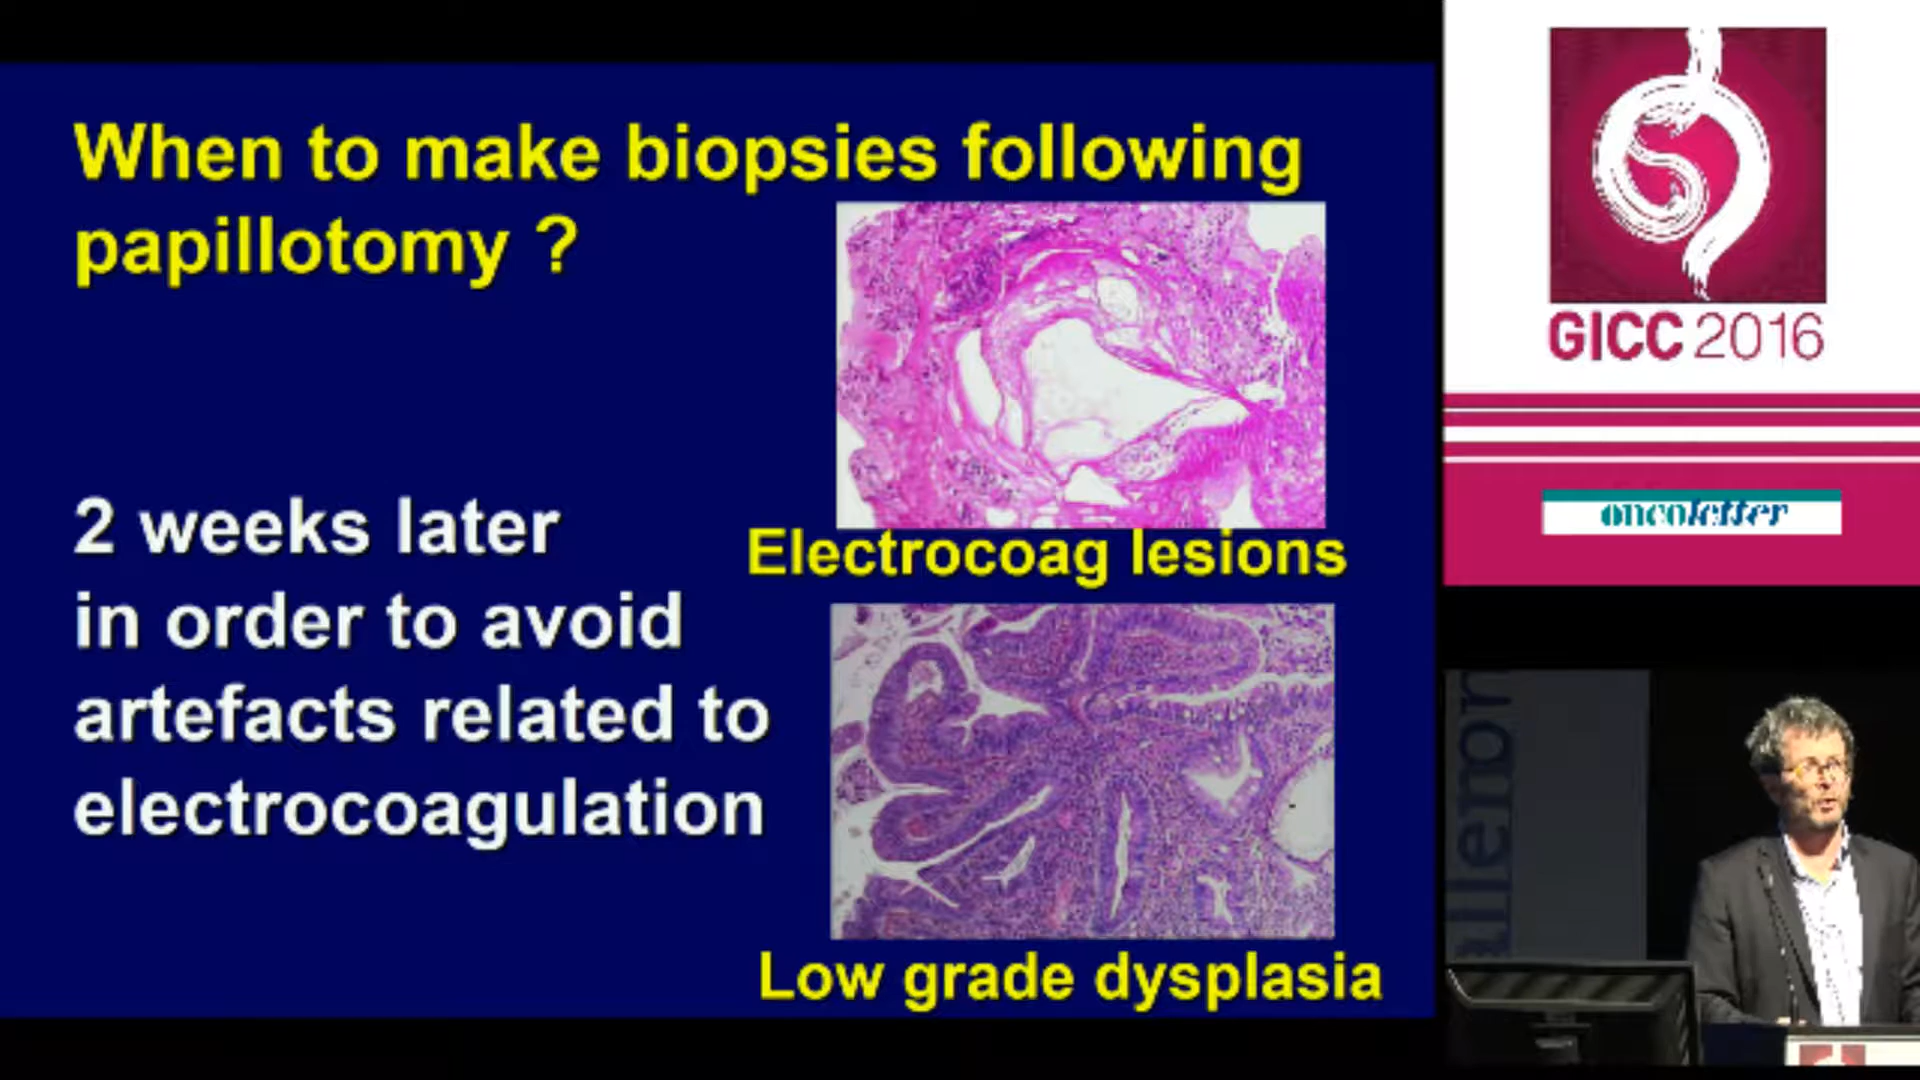 When to make biopsies following
papillotomy ?
2 weeks later
in order to avoid
artefacts related to
electrocoagulation
Electrocoag lesions
Low grade dysplasia
GICC 2016
oncoletter